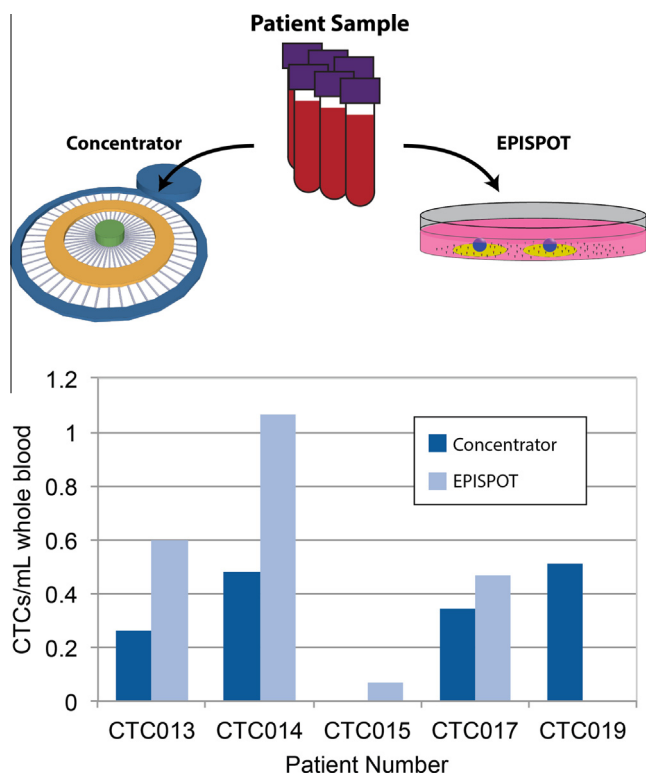 Patient Sample
Concentrator
EPISPOT
1.2
1
0.8
0.6
0.4
0.2
0
CTCs/mL whole blood
Concentrator
EPISPOT
CTC013 CTC014 CTC015 CTC017 CTC019
Patient Number